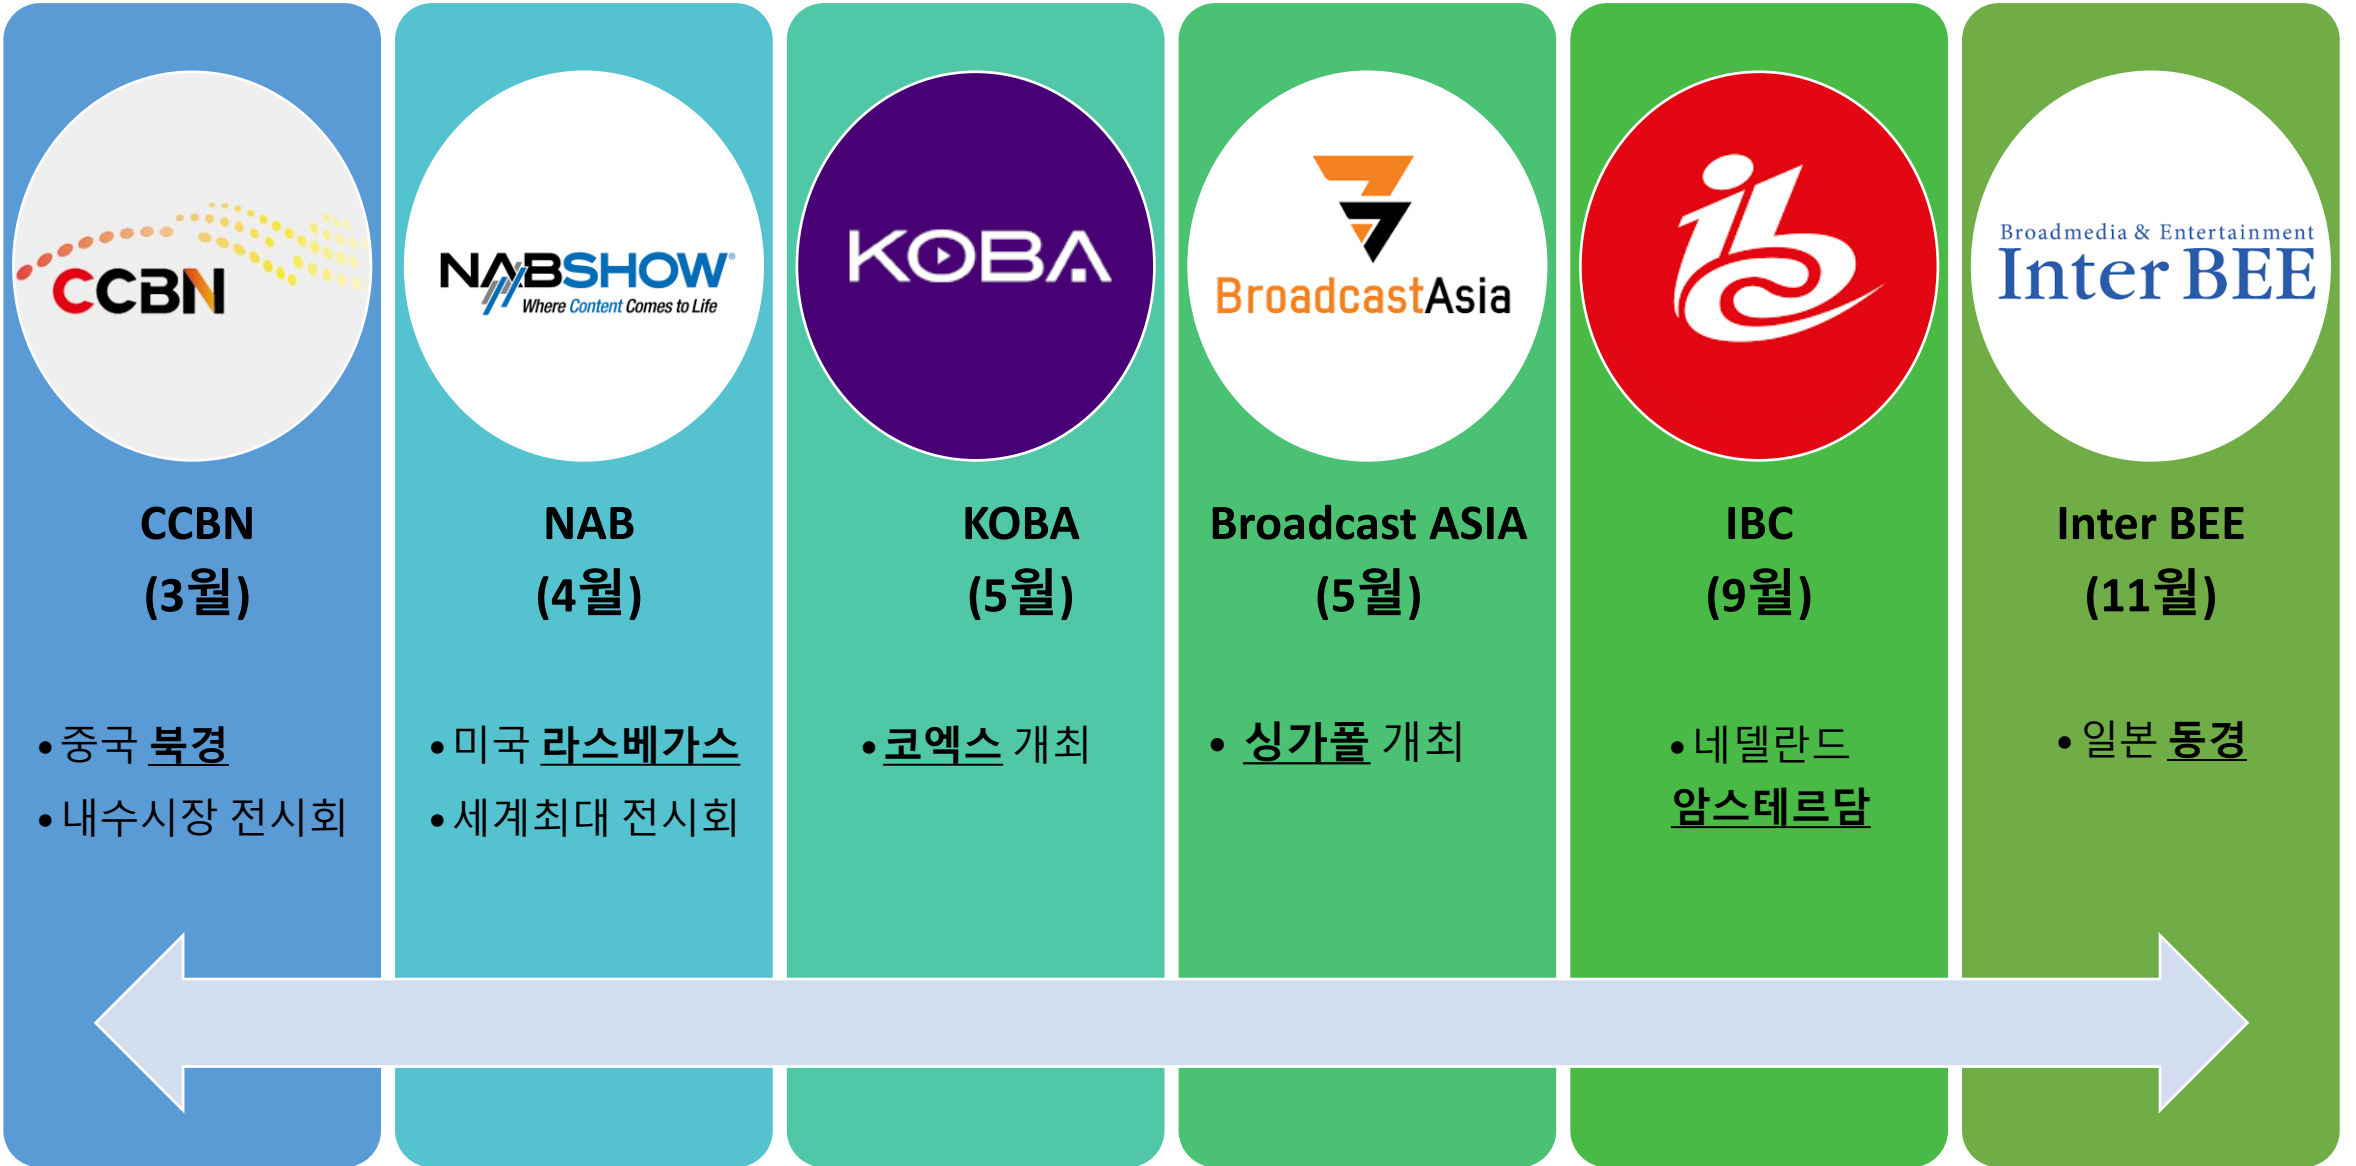 CCBN
CCBN
(3월)
• 중국 북경
• 내수시장 전시회
NABSHOW®
Where Content Comes to Life
NAB
(4월)
• 미국 라스베가스
• 세계최대 전시회
KOBA
KOBA
(5월)
• 코엑스 개최
BroadcastAsia
Broadcast ASIA
(5월)
• 싱가폴 개최
ibc
IBC
(9월)
• 네델란드
암스테르담
Broadmedia & Entertainment
Inter BEE
Inter BEE
(11월)
• 일본 동경